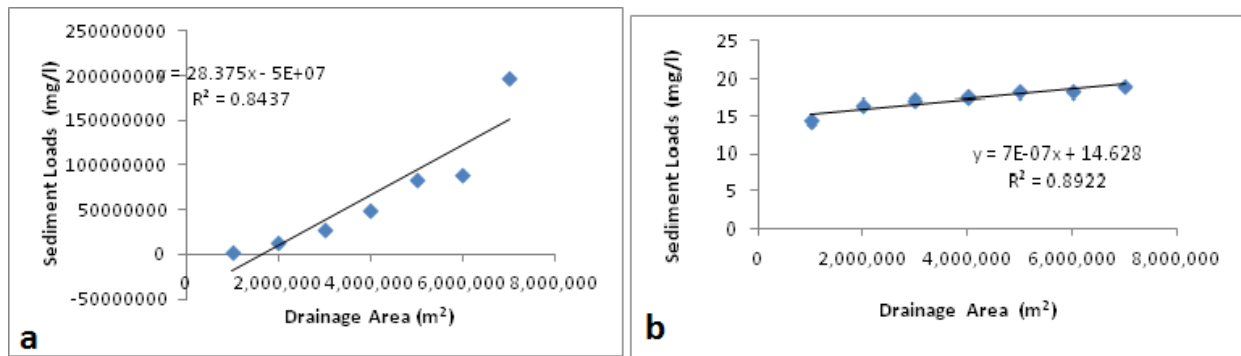 250000000
200000000
150000000
100000000
50000000
0
-50000000
Sediment Loads (mg/l)
y = 28.375x - 5E+07
R² = 0.8437
0 2,000,000 4,000,000 6,000,000 8,000,000
Drainage Area (m²)
a
25
20
15
10
5
0
Sediment Loads (mg/l)
y = 7E-07x + 14.628
R² = 0.8922
0 2,000,000 4,000,000 6,000,000 8,000,000
Drainage Area (m²)
b